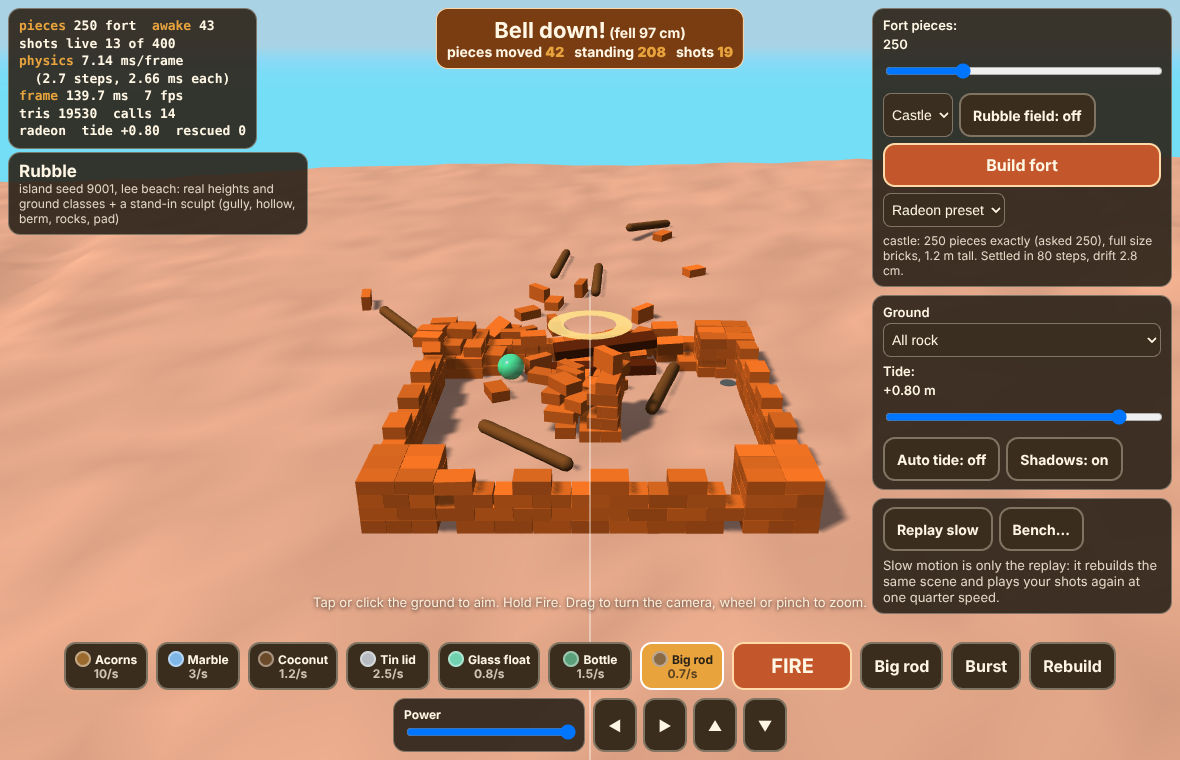 pieces 250 fort awake 43
shots live 13 of 400
physics 7.14 ms/frame
(2.7 steps, 2.66 ms each)
frame 139.7 ms 7 fps
tris 19530 calls 14
radeon tide +0.80 rescued 0
Rubble
island seed 9001, lee beach: real heights and
ground classes + a stand-in sculpt (gully, hollow,
berm, rocks, pad)
Bell down! (fell 97 cm)
pieces moved 42 standing 208 shots 19
Fort pieces:
250
Castle
Rubble field: off
Build fort
Radeon preset
castle: 250 pieces exactly (asked 250), full size
bricks, 1.2 m tall. Settled in 80 steps, drift 2.8
cm.
Ground
All rock
Tide:
+0.80 m
Auto tide: off
Shadows: on
Replay slow
Bench...
Slow motion is only the replay: it rebuilds the
same scene and plays your shots again at
one quarter speed.
Tap or click the ground to aim. Hold Fire. Drag to turn the camera, wheel or pinch to zoom.
Acorns
10/s
Marble
3/s
Coconut
1.2/s
Tin lid
2.5/s
Glass float
0.8/s
Bottle
1.5/s
Big rod
0.7/s
FIRE
Big rod
Burst
Rebuild
Power